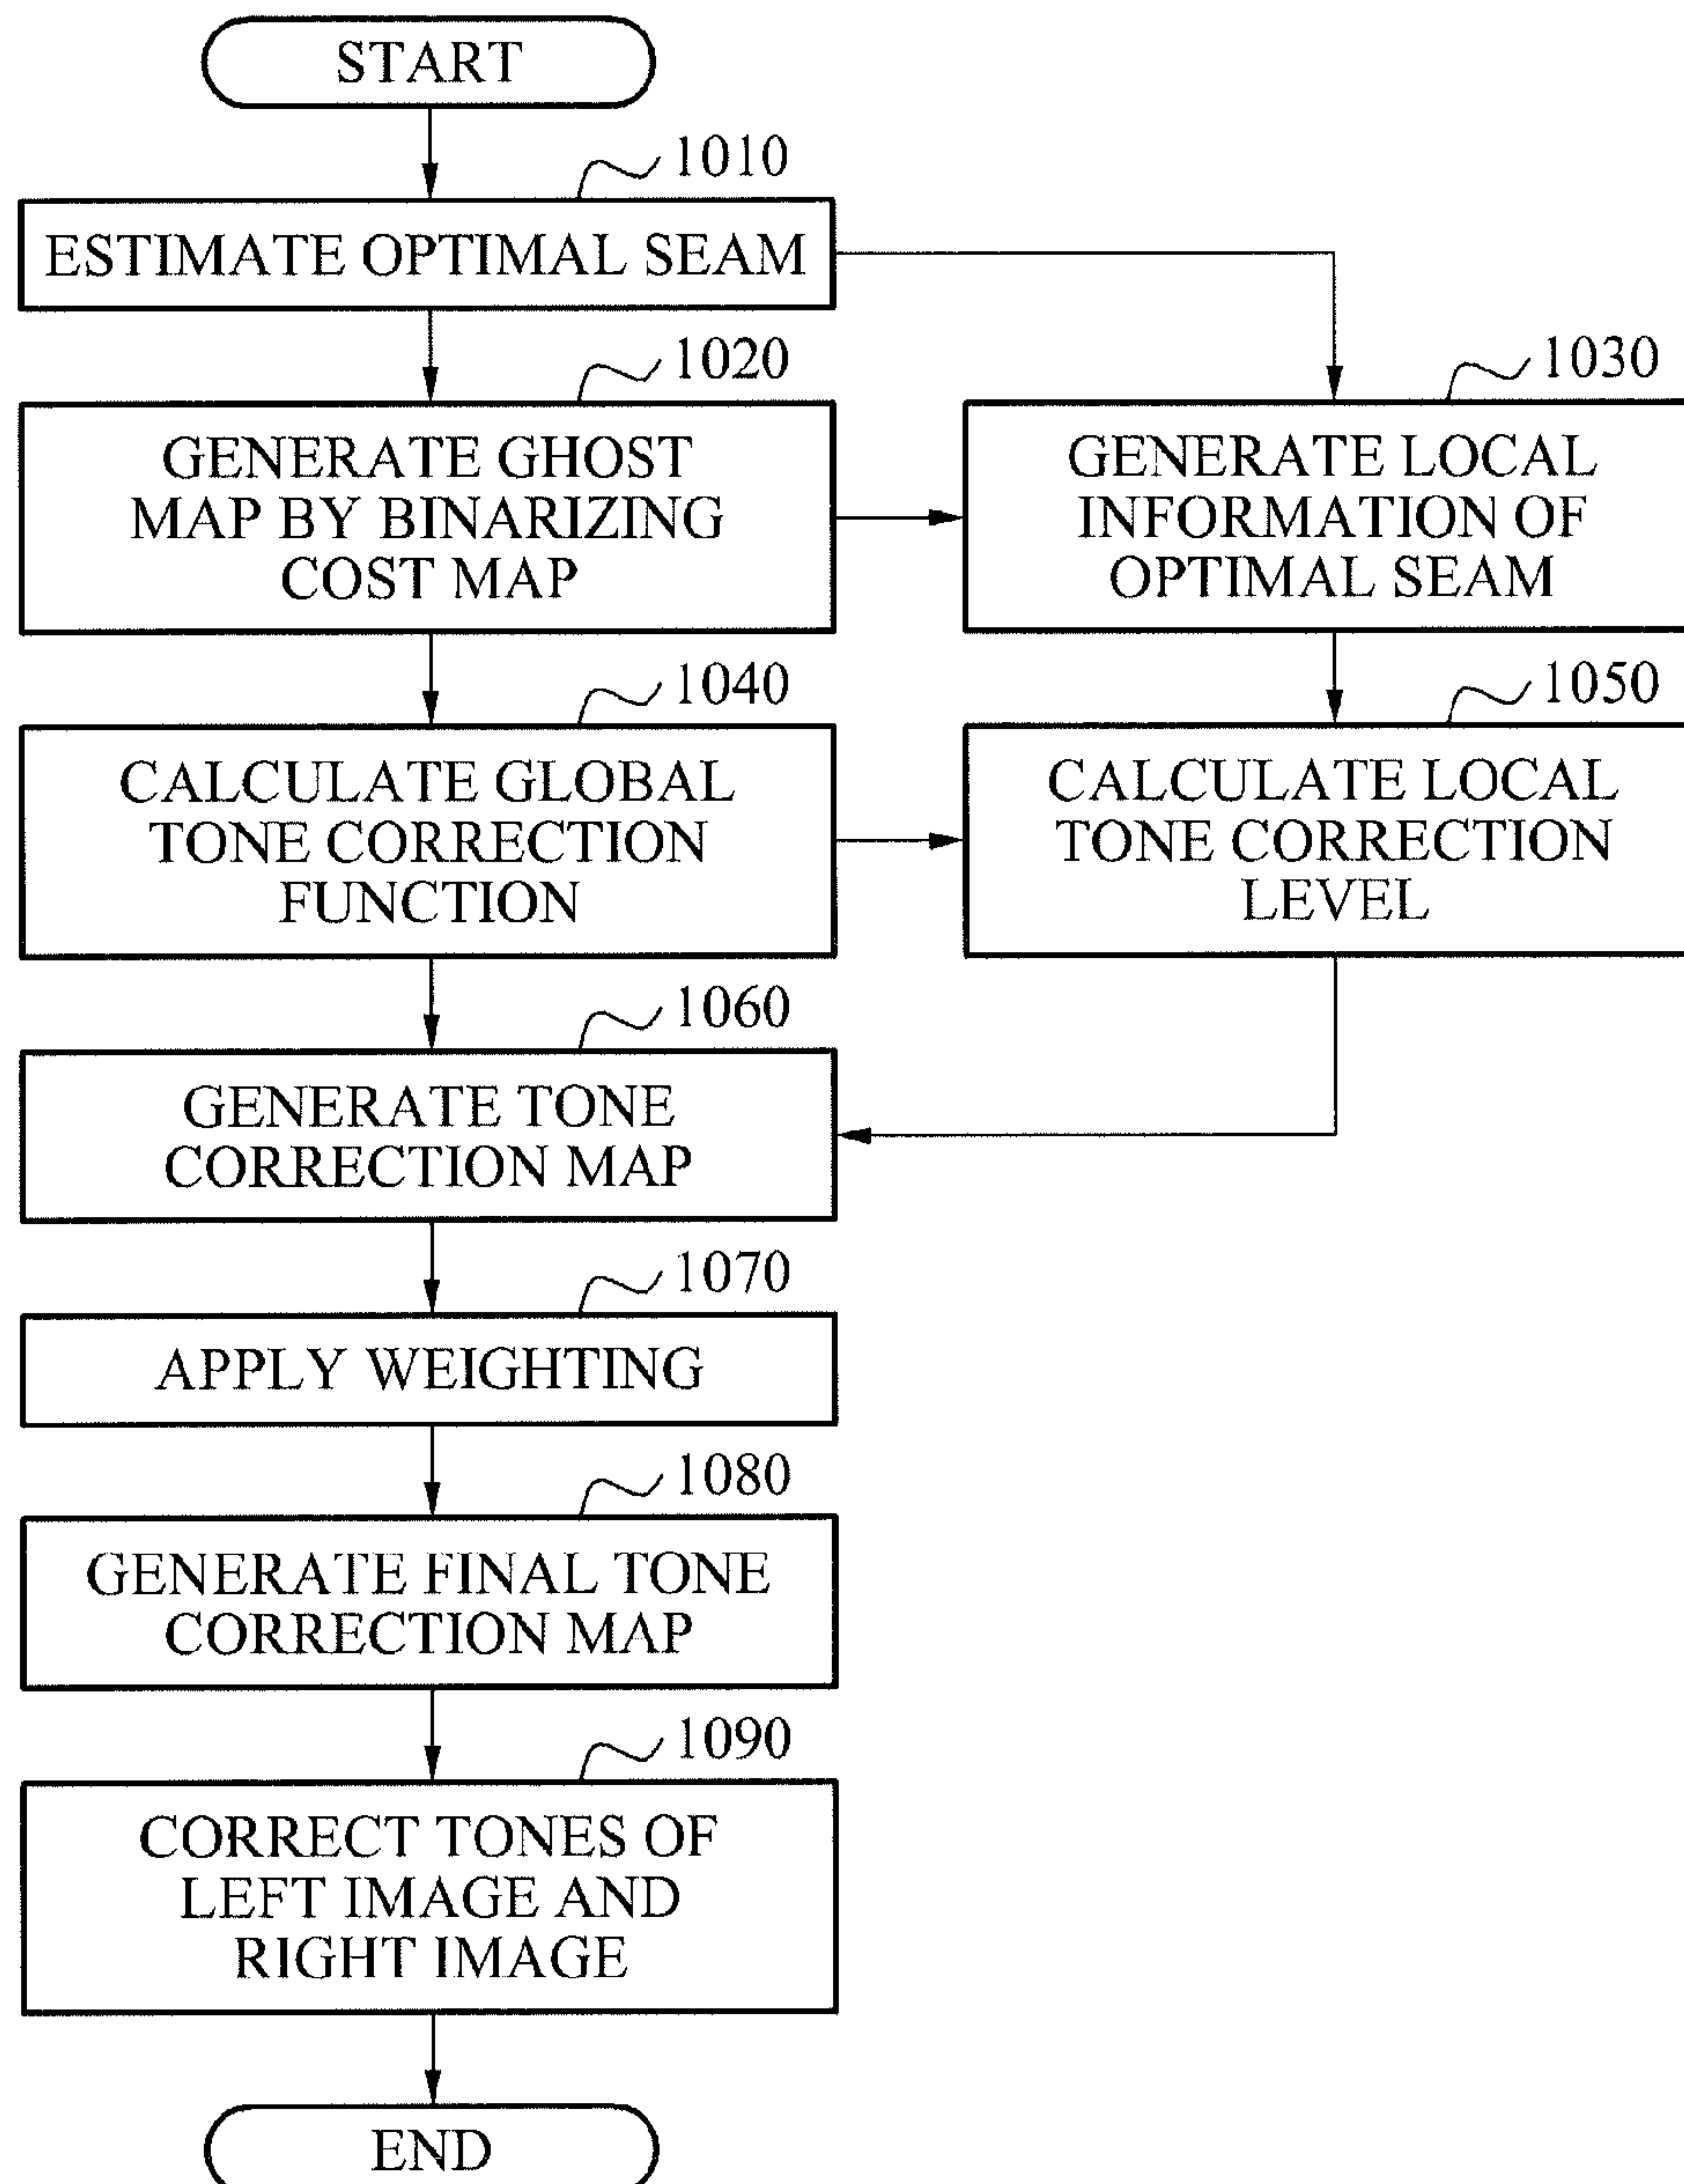 START
1010
ESTIMATE OPTIMAL SEAM
1020
GENERATE GHOST
MAP BY BINARIZING
COST MAP
1030
GENERATE LOCAL
INFORMATION OF
OPTIMAL SEAM
1040
CALCULATE GLOBAL
TONE CORRECTION
FUNCTION
1050
CALCULATE LOCAL
TONE CORRECTION
LEVEL
1060
GENERATE TONE
CORRECTION MAP
1070
APPLY WEIGHTING
1080
GENERATE FINAL TONE
CORRECTION MAP
1090
CORRECT TONES OF
LEFT IMAGE AND
RIGHT IMAGE
END